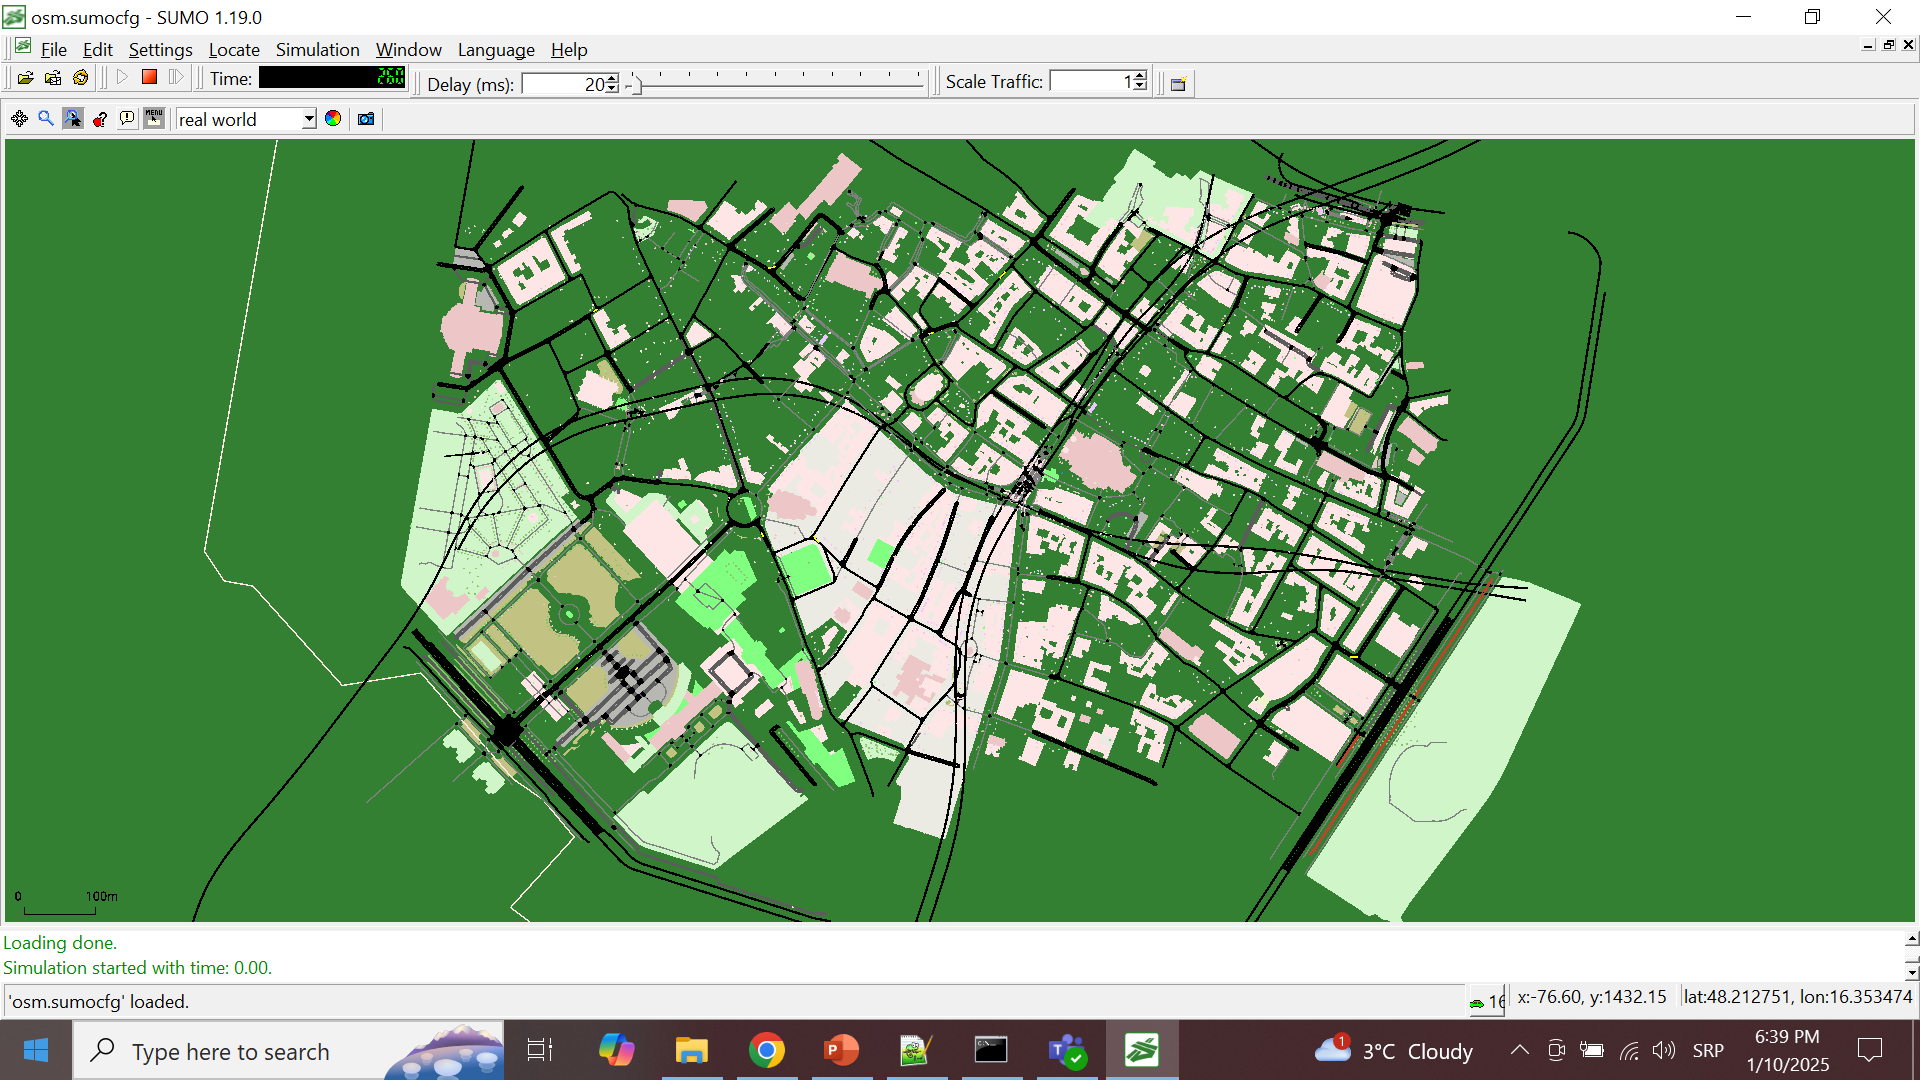 osm.sumocfg - SUMO 1.19.0
File Edit Settings Locate Simulation Window Language Help
Time: Delay (ms): 20 Scale Traffic: 1
MENU
real world
0 100m
Loading done.
Simulation started with time: 0.00.
'osm.sumocfg' loaded.
16
x:-76.60, y:1432.15
lat:48.212751, lon:16.353474
Type here to search
P
T
1
3°C Cloudy
SRP
6:39 PM
1/10/2025